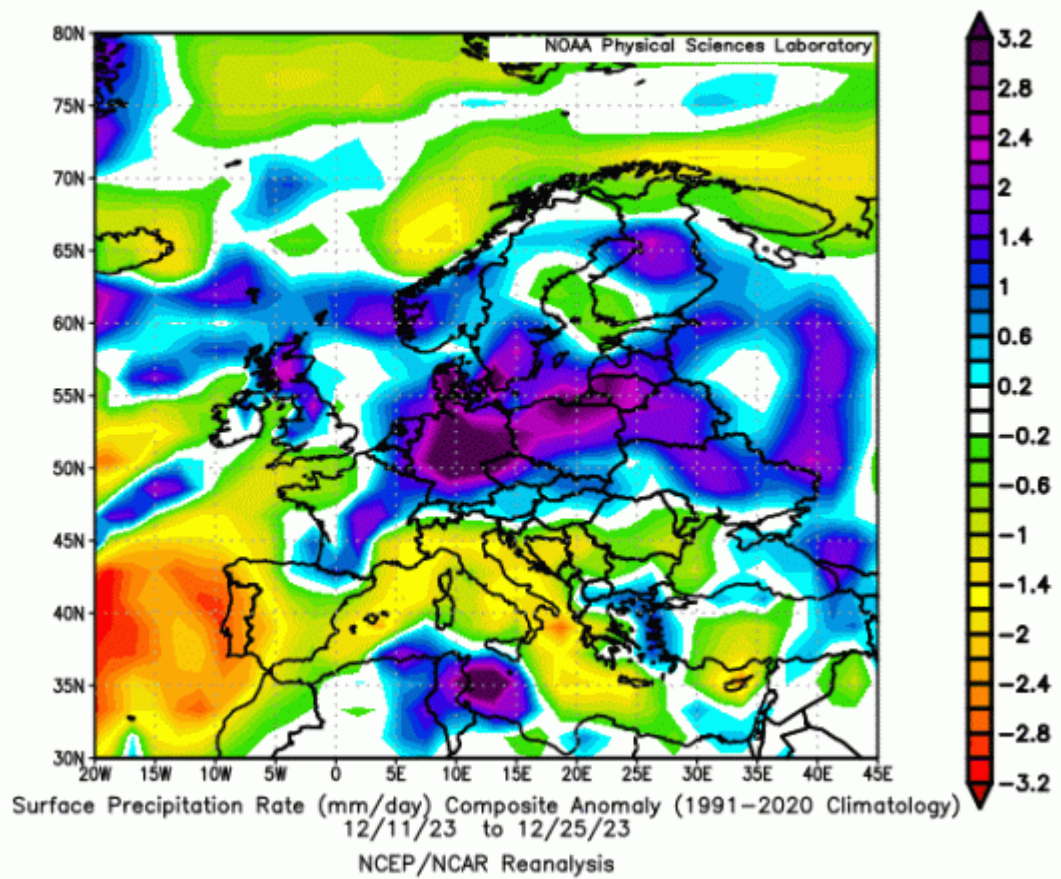 80N
NOAA Physical Sciences Laboratory
3.2
75N
2.8
2.4
70N
2
65N
1.4
1
60N
0.6
55N
0.2
−0.2
50N
−0.6
45N
−1
−1.4
40N
−2
35N
−2.4
−2.8
30N
−3.2
20W 15W 10W 5W 0 5E 10E 15E 20E 25E 30E 35E 45E
Surface Precipitation Rate (mm/day) Composite Anomaly (1991−2020 Climatology)
12/11/23 to 12/25/23
NCEP/NCAR Reanalysis